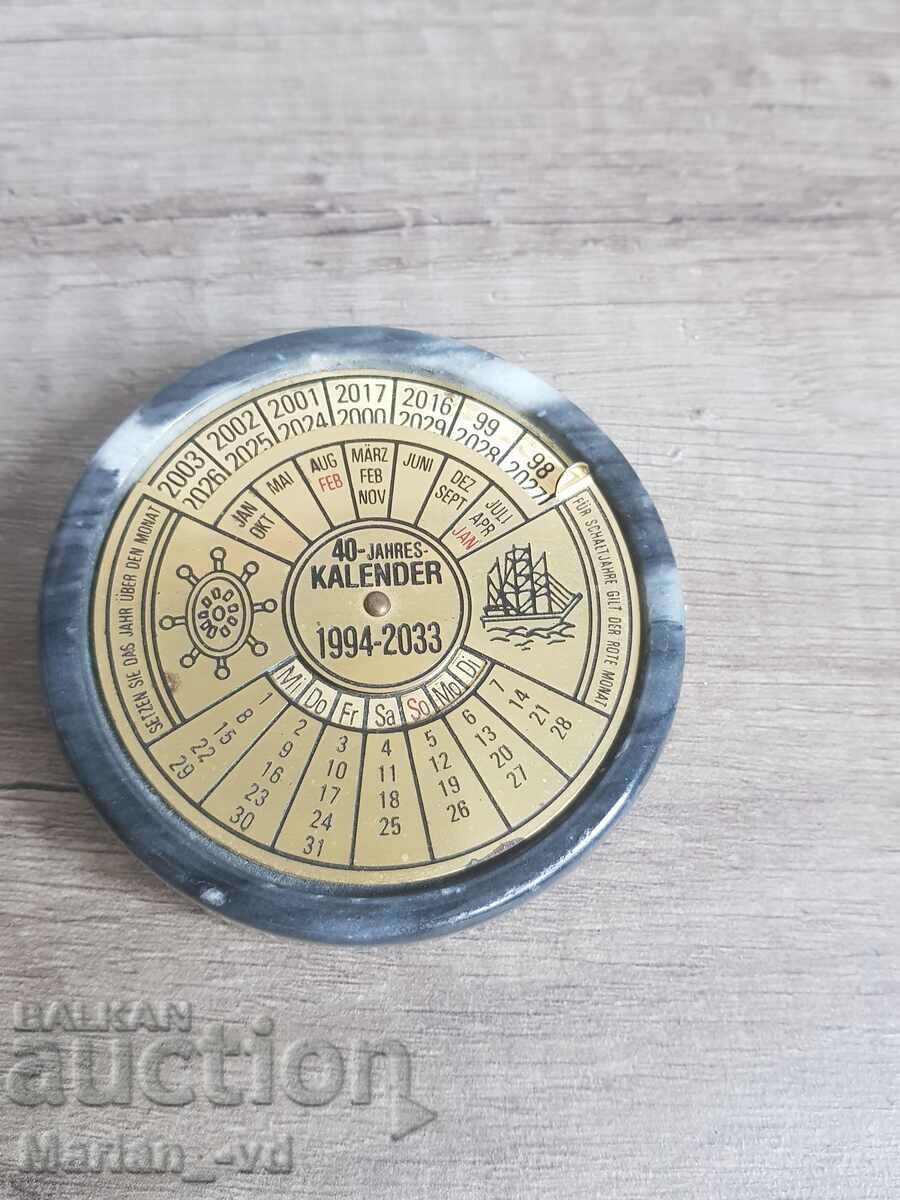 2003 2002 2001 2017 2016 99 98
2026 2025 2024 2000 2029 2028 2027
JAN MAI AUG MÄRZ JUNI DEZ JULI
OKT FEB FEB SEPT APR
NOV JAN
SETZEN SIE DAS JAHR ÜBER DEN MONAT
FÜR SCHALTJAHRE GILT DER ROTE MONAT
40-JAHRES-
KALENDER
1994-2033
Mi Do Fr Sa So Mo Di
1 2 3 4 5 6 7
8 9 10 11 12 13 14
15 16 17 18 19 20 21
22 23 24 25 26 27 28
29 30 31
BALKAN
auction
Marian_-vd